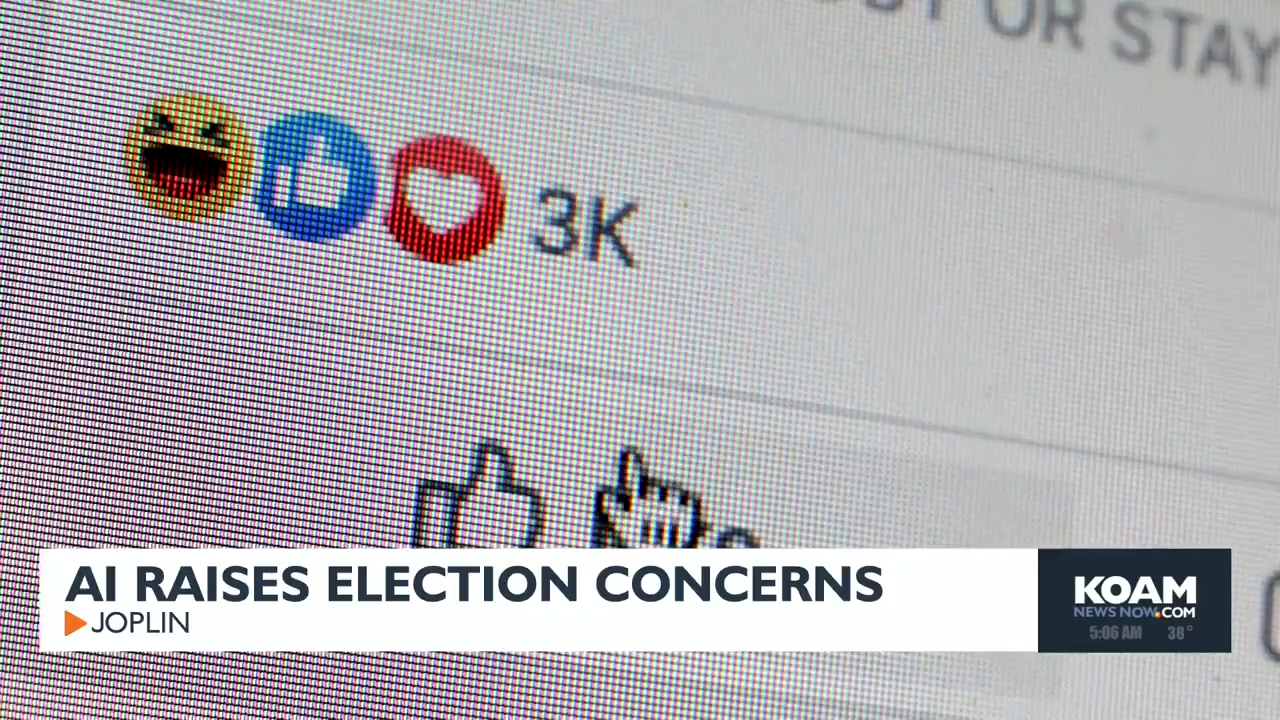 OR STAY
3K
AI RAISES ELECTION CONCERNS
JOPLIN
KOAM
NEWS NOW.COM
5:06 AM 38°